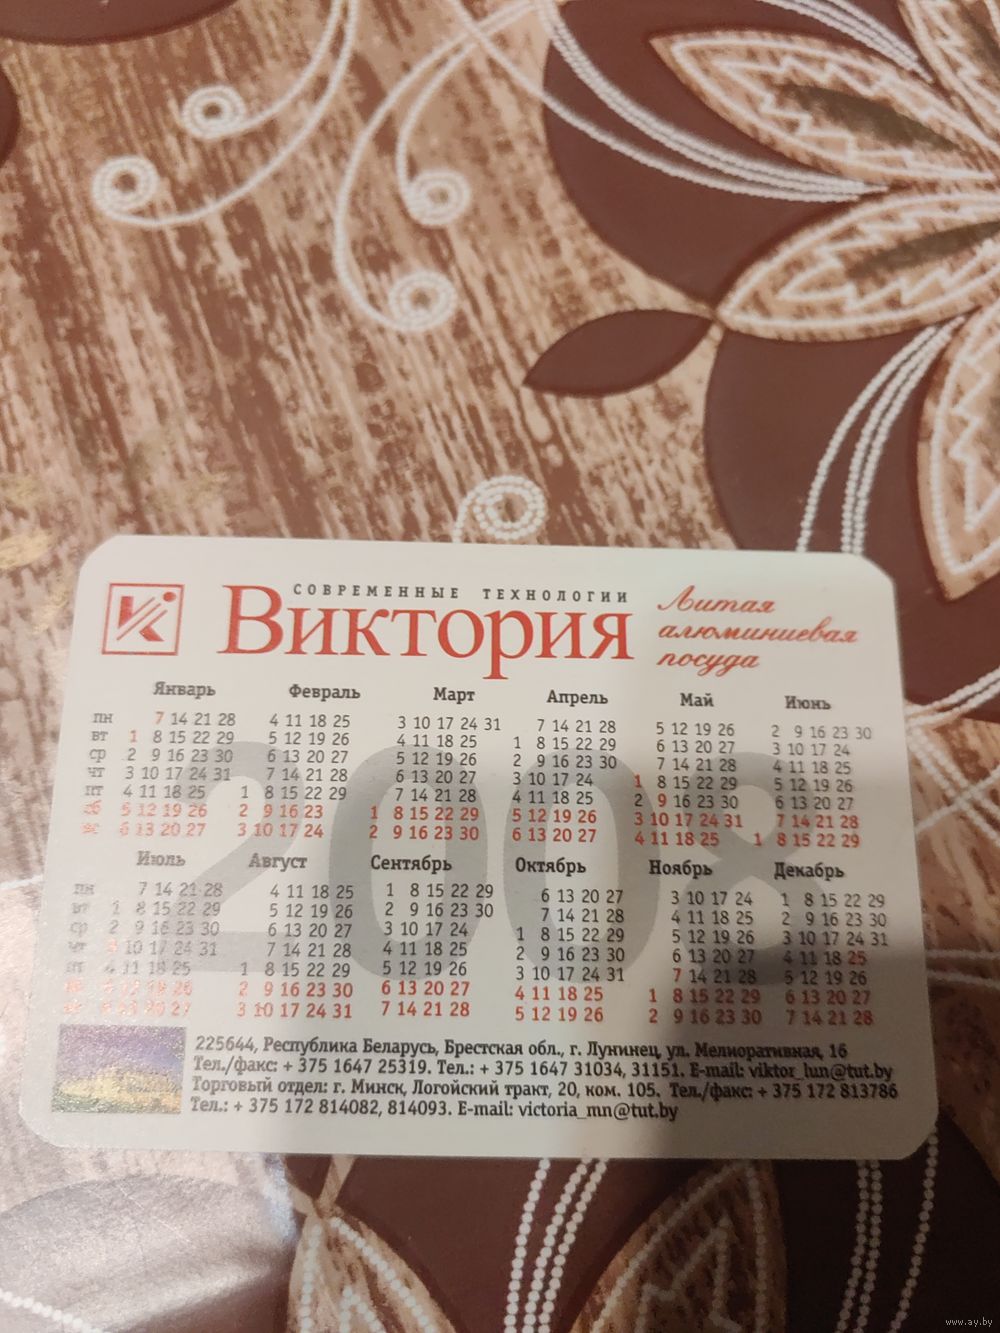 СОВРЕМЕННЫЕ ТЕХНОЛОГИИ
Виктория
Литая
алюминиевая
посуда
Январь Февраль Март Апрель Май Июнь
пн 7 14 21 28 4 11 18 25 3 10 17 24 31 7 14 21 28 5 12 19 26 2 9 16 23 30
вт 1 8 15 22 29 5 12 19 26 4 11 18 25 1 8 15 22 29 6 13 20 27 3 10 17 24
ср 2 9 16 23 30 6 13 20 27 5 12 19 26 2 9 16 23 30 7 14 21 28 4 11 18 25
чт 3 10 17 24 31 7 14 21 28 6 13 20 27 3 10 17 24 1 8 15 22 29 5 12 19 26
пт 4 11 18 25 1 8 15 22 29 7 14 21 28 4 11 18 25 2 9 16 23 30 6 13 20 27
сб 5 12 19 26 2 9 16 23 1 8 15 22 29 5 12 19 26 3 10 17 24 31 7 14 21 28
вс 6 13 20 27 3 10 17 24 2 9 16 23 30 6 13 20 27 4 11 18 25 1 8 15 22 29
2008
Июль Август Сентябрь Октябрь Ноябрь Декабрь
пн 7 14 21 28 4 11 18 25 1 8 15 22 29 6 13 20 27 3 10 17 24 1 8 15 22 29
вт 1 8 15 22 29 5 12 19 26 2 9 16 23 30 7 14 21 28 4 11 18 25 2 9 16 23 30
ср 2 9 16 23 30 6 13 20 27 3 10 17 24 1 8 15 22 29 5 12 19 26 3 10 17 24 31
чт 3 10 17 24 31 7 14 21 28 4 11 18 25 2 9 16 23 30 6 13 20 27 4 11 18 25
пт 4 11 18 25 1 8 15 22 29 5 12 19 26 3 10 17 24 31 7 14 21 28 5 12 19 26
сб 5 12 19 26 2 9 16 23 30 6 13 20 27 4 11 18 25 1 8 15 22 29 6 13 20 27
вс 6 13 20 27 3 10 17 24 31 7 14 21 28 5 12 19 26 2 9 16 23 30 7 14 21 28
225644, Республика Беларусь, Брестская обл., г. Лунинец, ул. Мелиоративная, 16
Тел./факс: + 375 1647 25319. Тел.: + 375 1647 31034, 31151. E-mail: viktor_lun@tut.by
Торговый отдел: г. Минск, Логойский тракт, 20, ком. 105. Тел./факс: + 375 172 813786
Тел.: + 375 172 814082, 814093. E-mail: victoria_mn@tut.by
www.ay.by